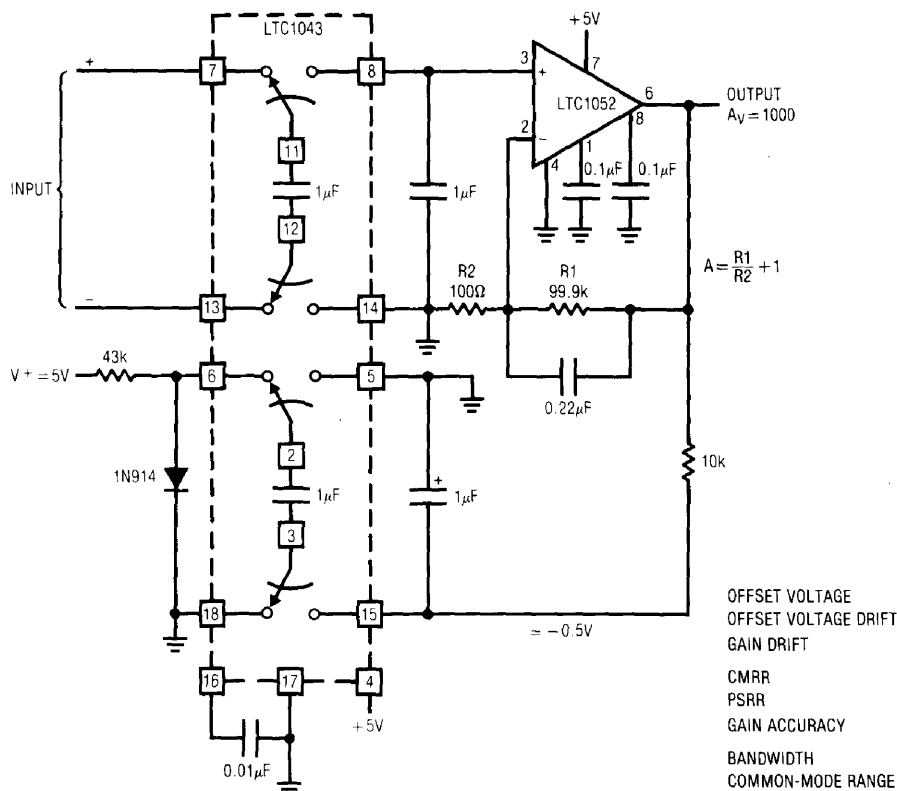 LTC1043
+5V
+ 7 8 3 + 7
LTC1052 6 OUTPUT
8 AV=1000
2 −
4 1
11 0.1µF 0.1µF
INPUT 1µF 1µF
12
R2 R1 A=R1/R2 +1
100Ω 99.9k
− 13 14
43k
V+=5V 6 5
0.22µF
2
10k
1N914 1µF + 1µF
3
18 15
≃ −0.5V
16 17 4
+5V
0.01µF
OFFSET VOLTAGE
OFFSET VOLTAGE DRIFT
GAIN DRIFT
CMRR
PSRR
GAIN ACCURACY
BANDWIDTH
COMMON-MODE RANGE